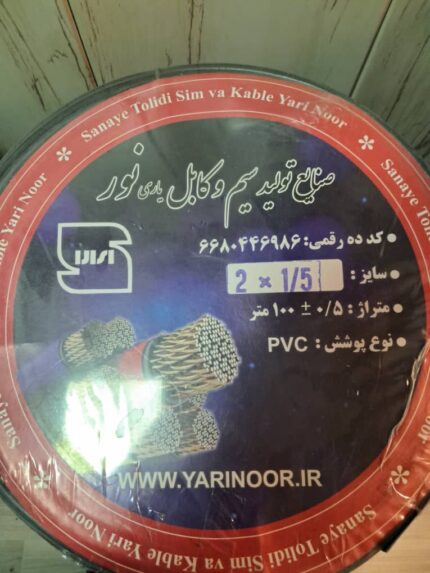 Sanaye Tolidi Sim va Kable Yari Noor
صنایع تولید سیم و کابل یاری نور
کد ده رقمی: ۶۶۸۰۴۴۶۹۸۶
سایز: 2 × 1/5
متراژ: ۰/۵ ± ۱۰۰ متر
نوع پوشش: PVC
WWW.YARINOOR.IR
Sanaye Tolidi Sim va Kable Yari Noor